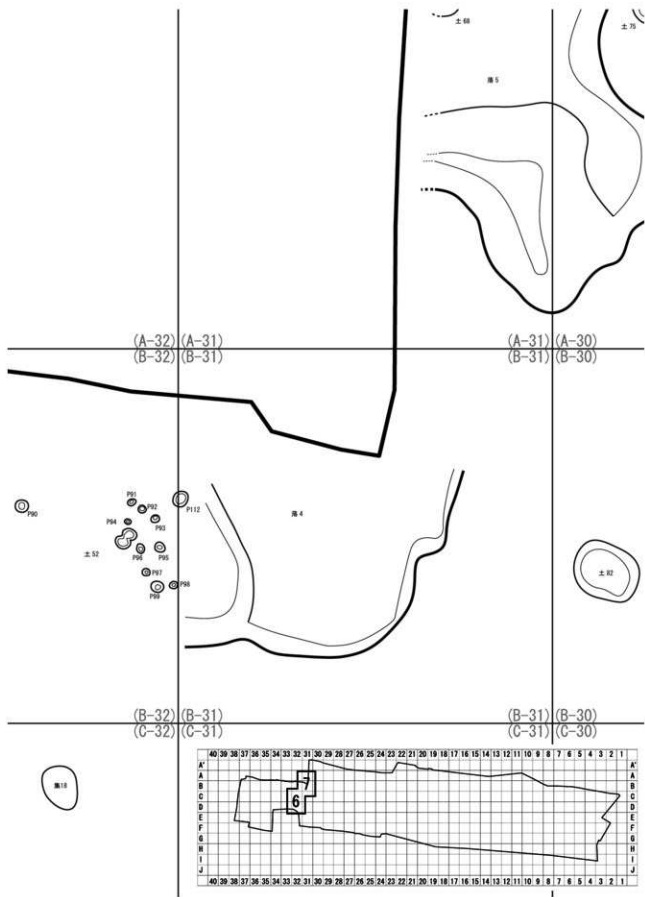 土 68
土 75
落 5
(A-32) (A-31)
(B-32) (B-31)
(A-31) (A-30)
(B-31) (B-30)
P90
P91
P92
P93
P94
P112
落 4
土 52
P96
P95
P97
P98
P99
土 82
(B-32) (B-31)
(C-32) (C-31)
(B-31) (B-30)
(C-31) (C-30)
集18
40 39 38 37 36 35 34 33 32 31 30 29 28 27 26 25 24 23 22 21 20 19 18 17 16 15 14 13 12 11 10 9 8 7 6 5 4 3 2 1
A' A'
A A
B 7 B
C C
D 6 D
E E
F F
G G
H H
I I
J J
40 39 38 37 36 35 34 33 32 31 30 29 28 27 26 25 24 23 22 21 20 19 18 17 16 15 14 13 12 11 10 9 8 7 6 5 4 3 2 1